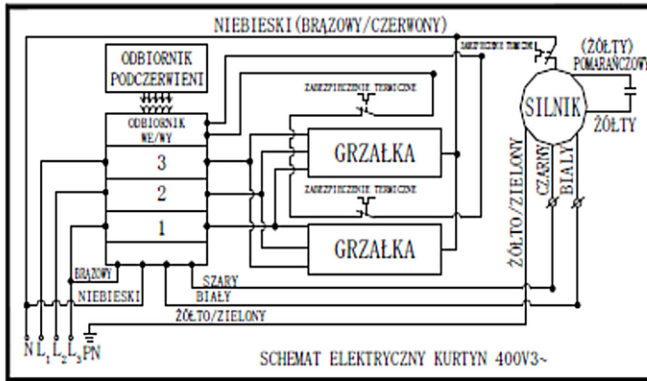 NIEBIESKI(BRĄZOWY/CZERWONY)
ODBIORNIK
PODCZERWIENI
ZABEZPIECZENIE TERMICZNE
(ŻÓŁTY)
POMARAŃCZOWY
ZABEZPIECZENIE TERMICZNE
SILNIK
ODBIORNIK
WE/WY
GRZAŁKA
ŻÓŁTY
3
ZABEZPIECZENIE TERMICZNE
2
1
GRZAŁKA
ŻÓŁTO/ZIELONY
CZARNY
BIALY
BRĄZOWY
SZARY
NIEBIESKI
BIAŁY
ŻÓŁTO/ZIELONY
N L1 L2 L3 PN
SCHEMAT ELEKTRYCZNY KURTYN 400V3~